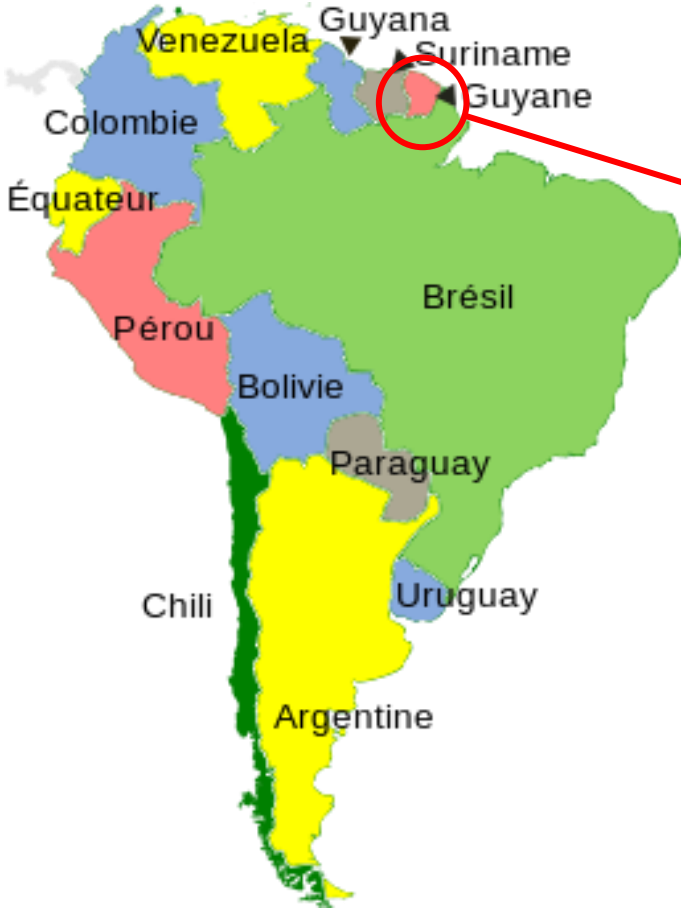 Guyana
Venezuela
Suriname
Guyane
Colombie
Équateur
Brésil
Pérou
Bolivie
Paraguay
Uruguay
Chili
Argentine